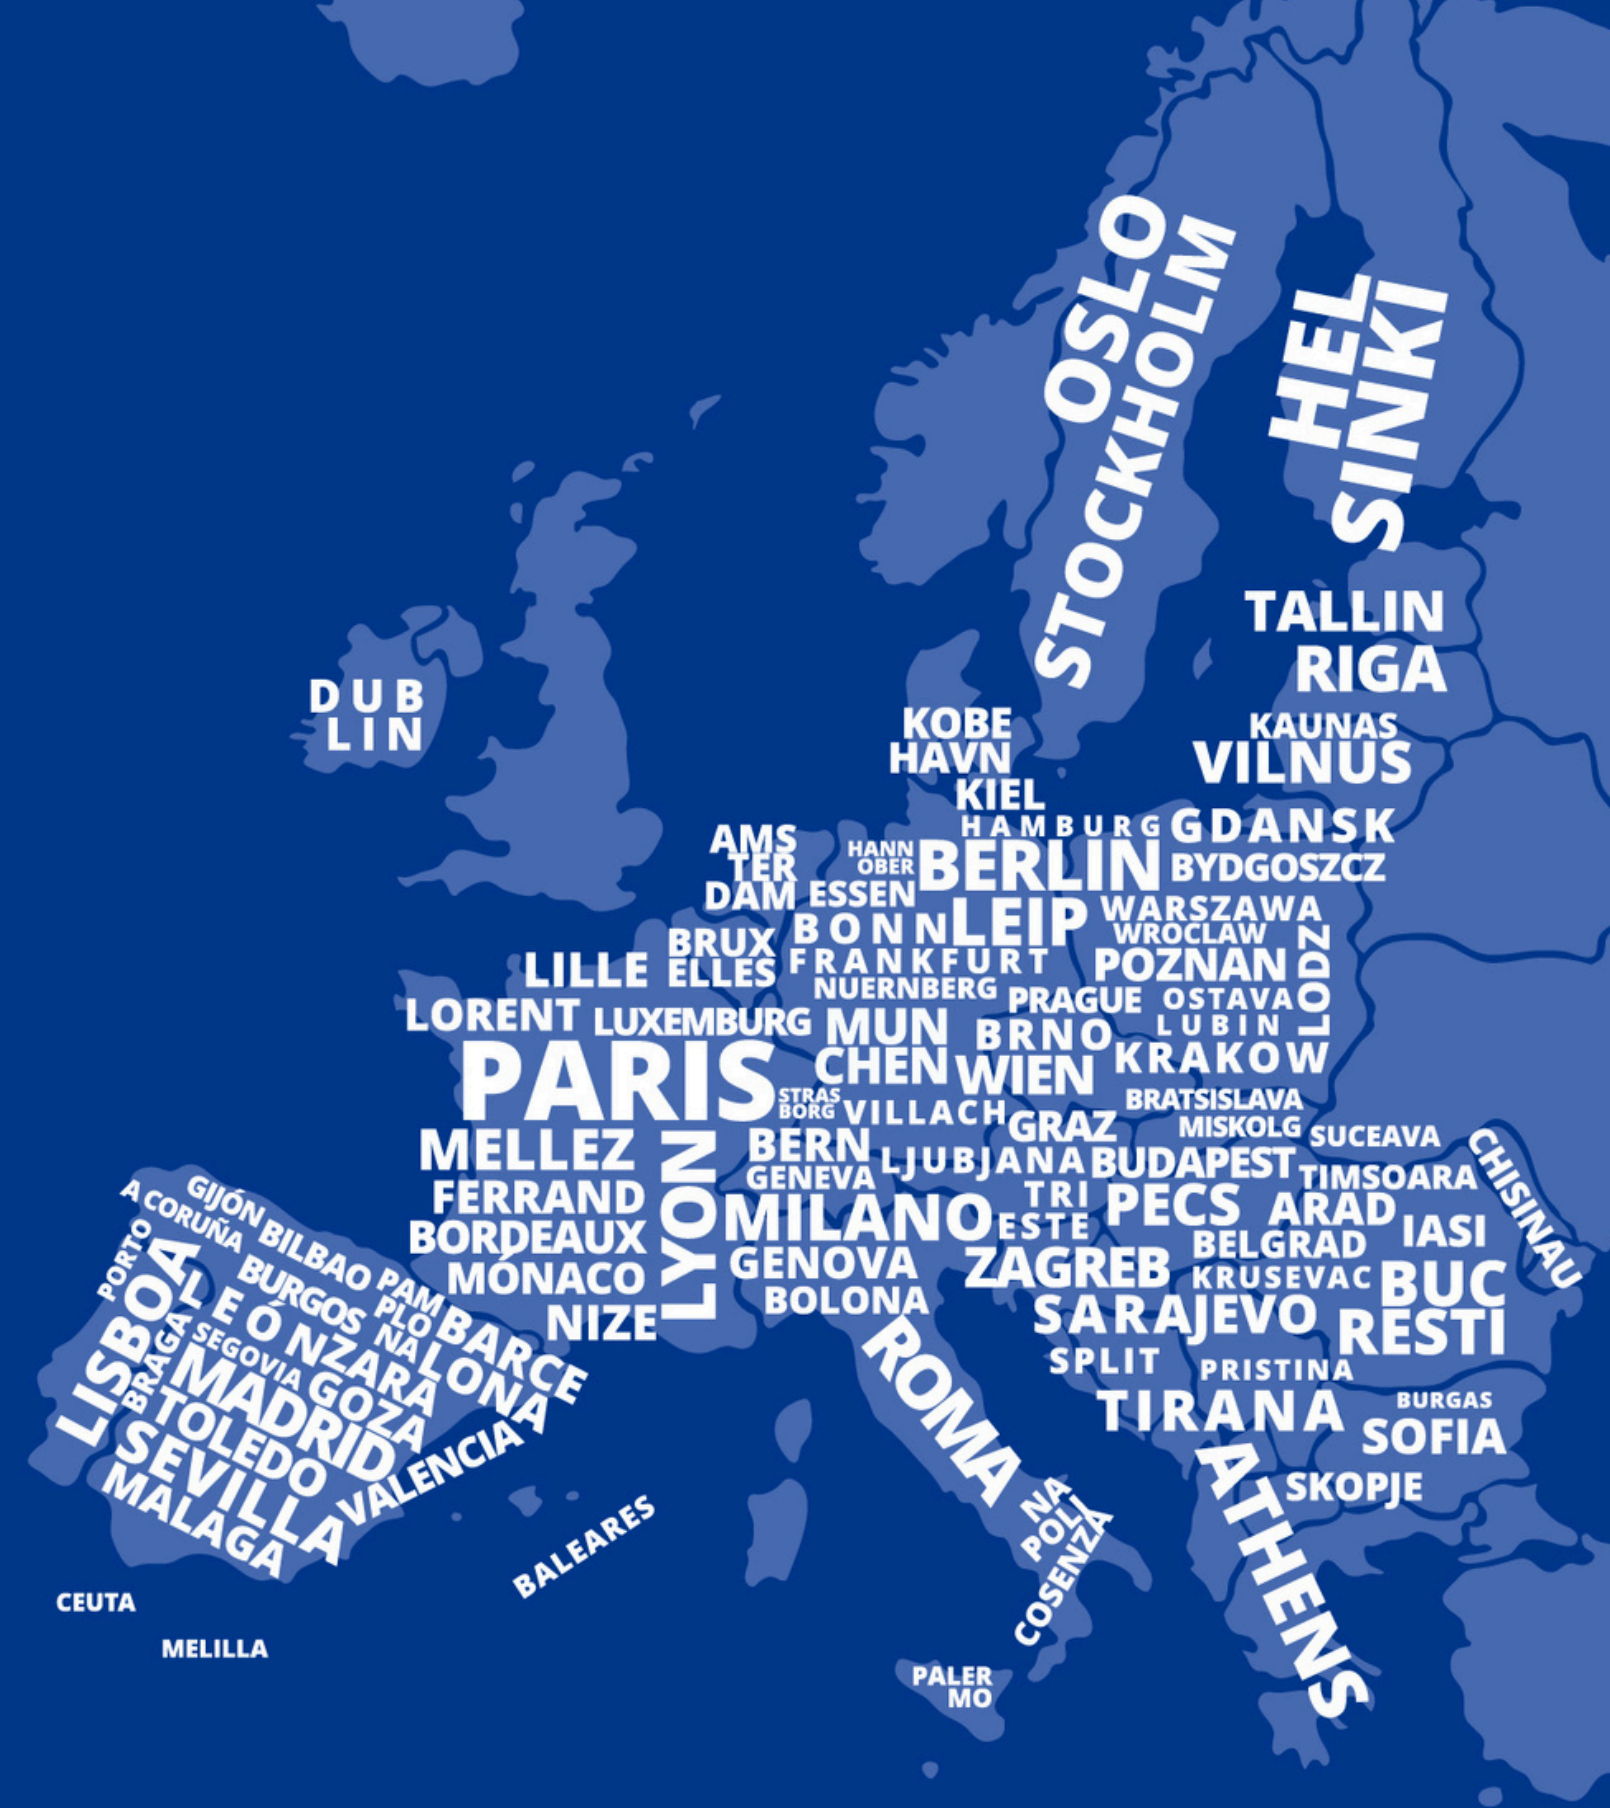 OSLO
STOCKHOLM
HEL
SINKI
TALLIN
RIGA
DUB
LIN
KOBE
HAVN
KAUNAS
VILNUS
KIEL
HAMBURG
GDANSK
AMS
TER
DAM
HANN
OBER
BERLIN
BYDGOSZCZ
ESSEN
BONN
LEIP
WARSZAWA
WROCLAW
LODZ
BRUX
ELLES
FRANKFURT
POZNAN
LILLE
NUERNBERG
PRAGUE
OSTAVA
LORENT
LUXEMBURG
MUN
CHEN
BRNO
LUBIN
KRAKOW
PARIS
WIEN
STRAS
BORG
VILLACH
GRAZ
BRATSISLAVA
MISKOLG
SUCEAVA
CHISINAU
MELLEZ
LYON
BERN
GENEVA
LJUBJANA
BUDAPEST
TIMSOARA
FERRAND
MILANO
TRI
ESTE
PECS
ARAD
IASI
BORDEAUX
GENOVA
ZAGREB
BELGRAD
KRUSEVAC
BUC
RESTI
MÓNACO
BOLONA
SARAJEVO
NIZE
SPLIT
PRISTINA
ROMA
TIRANA
BURGAS
SOFIA
ATHENS
SKOPJE
NA
POLI
COSENZA
PALER
MO
GIJÓN
A CORUÑA
BILBAO
PORTO
BURGOS
PAM
PLO
NA
BARCE
LONA
LISBOA
LEÓN
ZARA
GOZA
BRAGA
SEGOVIA
MADRID
TOLEDO
VALENCIA
SEVILLA
MALAGA
BALEARES
CEUTA
MELILLA